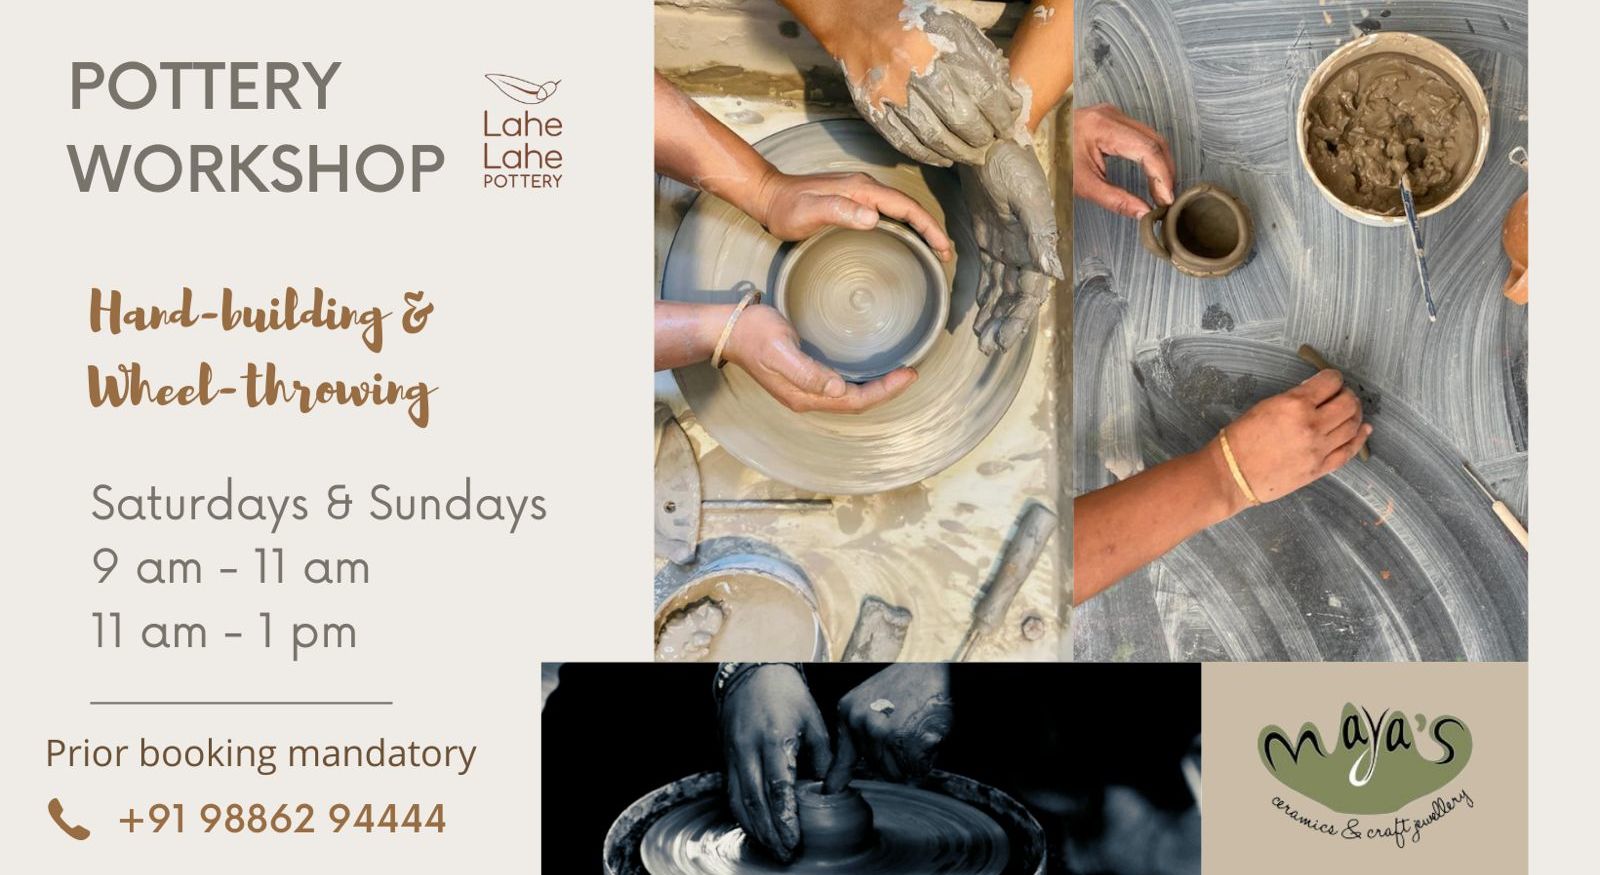 POTTERY
WORKSHOP
Lahe
Lahe
POTTERY
Hand-building &
Wheel-throwing
Saturdays & Sundays
9 am - 11 am
11 am - 1 pm
Prior booking mandatory
+91 98862 94444
maya's
ceramics & craft jewellery